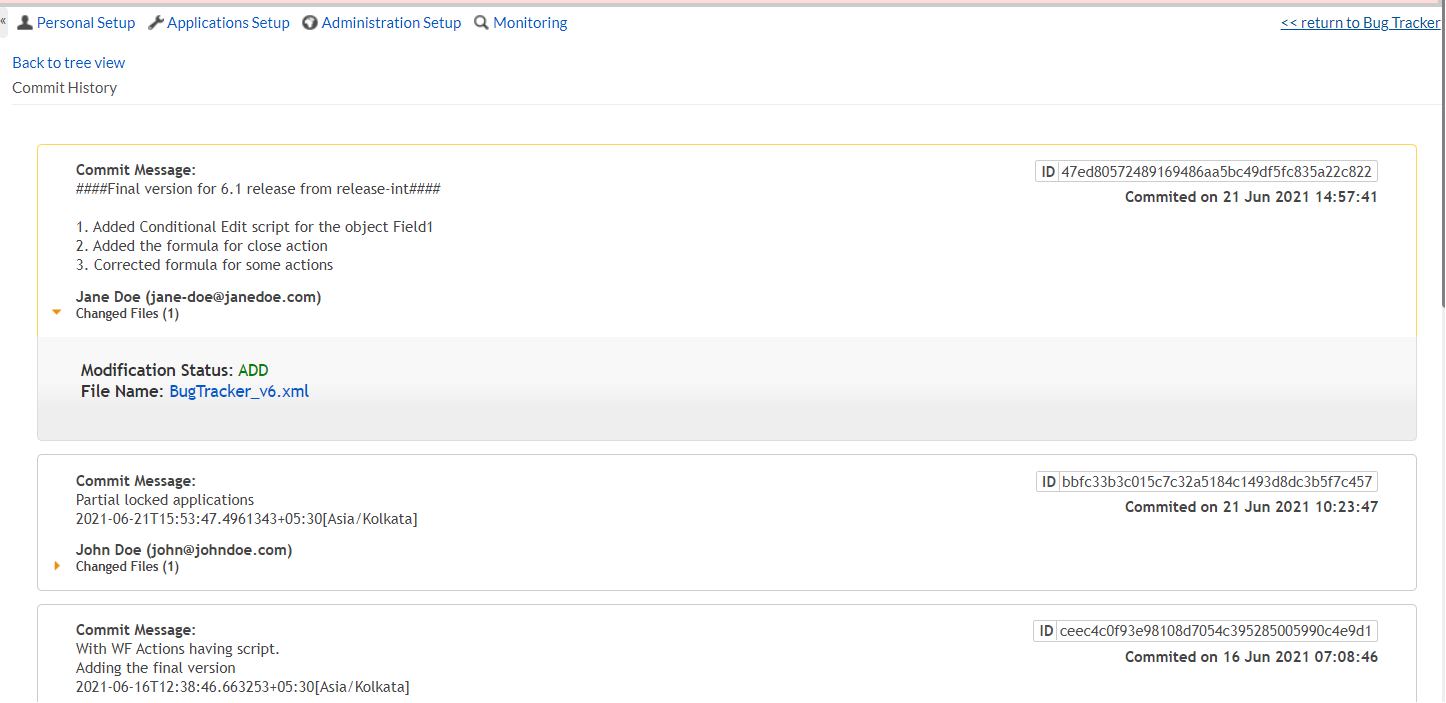 « Personal Setup Applications Setup Administration Setup Monitoring << return to Bug Tracker
Back to tree view
Commit History
Commit Message:
####Final version for 6.1 release from release-int####
1. Added Conditional Edit script for the object Field1
2. Added the formula for close action
3. Corrected formula for some actions
Jane Doe (jane-doe@janedoe.com)
Changed Files (1)
ID 47ed80572489169486aa5bc49df5fc835a22c822
Commited on 21 Jun 2021 14:57:41
Modification Status: ADD
File Name: BugTracker_v6.xml
Commit Message:
Partial locked applications
2021-06-21T15:53:47.4961343+05:30[Asia/Kolkata]
John Doe (john@johndoe.com)
Changed Files (1)
ID bbfc33b3c015c7c32a5184c1493d8dc3b5f7c457
Commited on 21 Jun 2021 10:23:47
Commit Message:
With WF Actions having script.
Adding the final version
2021-06-16T12:38:46.663253+05:30[Asia/Kolkata]
ID ceec4c0f93e98108d7054c395285005990c4e9d1
Commited on 16 Jun 2021 07:08:46